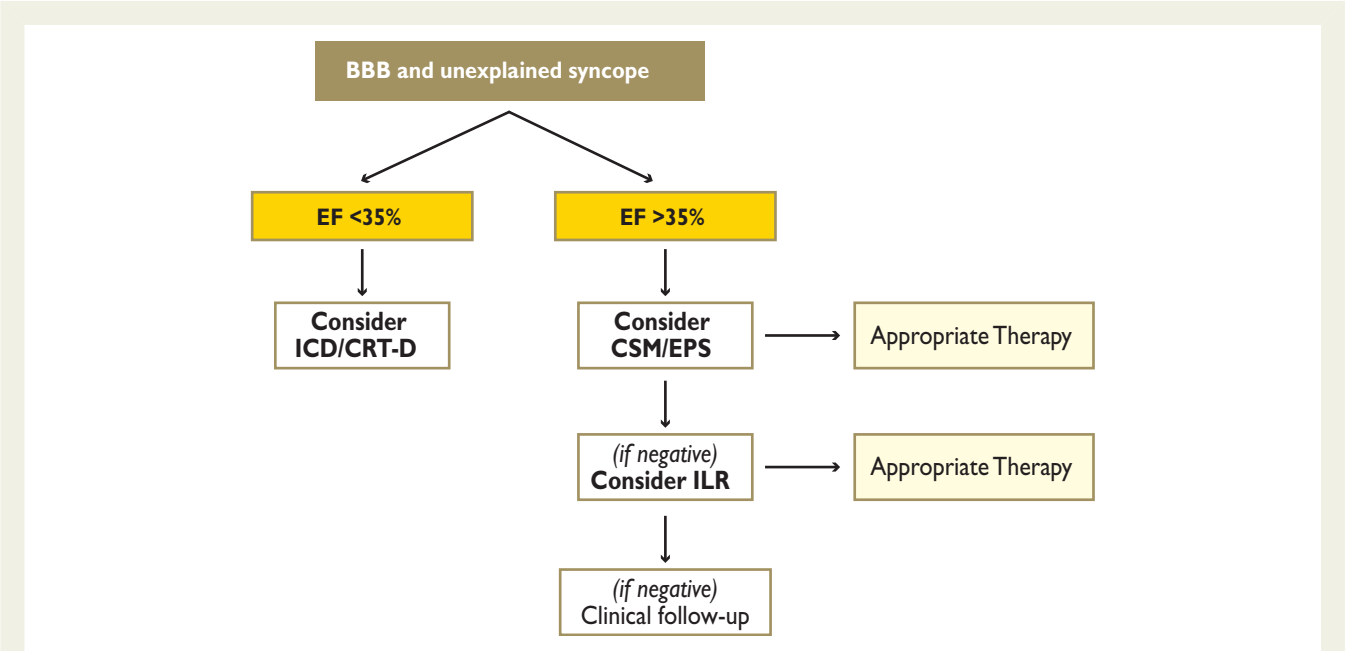 BBB and unexplained syncope
EF <35%
EF >35%
Consider
ICD/CRT-D
Consider
CSM/EPS
Appropriate Therapy
(if negative)
Consider ILR
Appropriate Therapy
(if negative)
Clinical follow-up